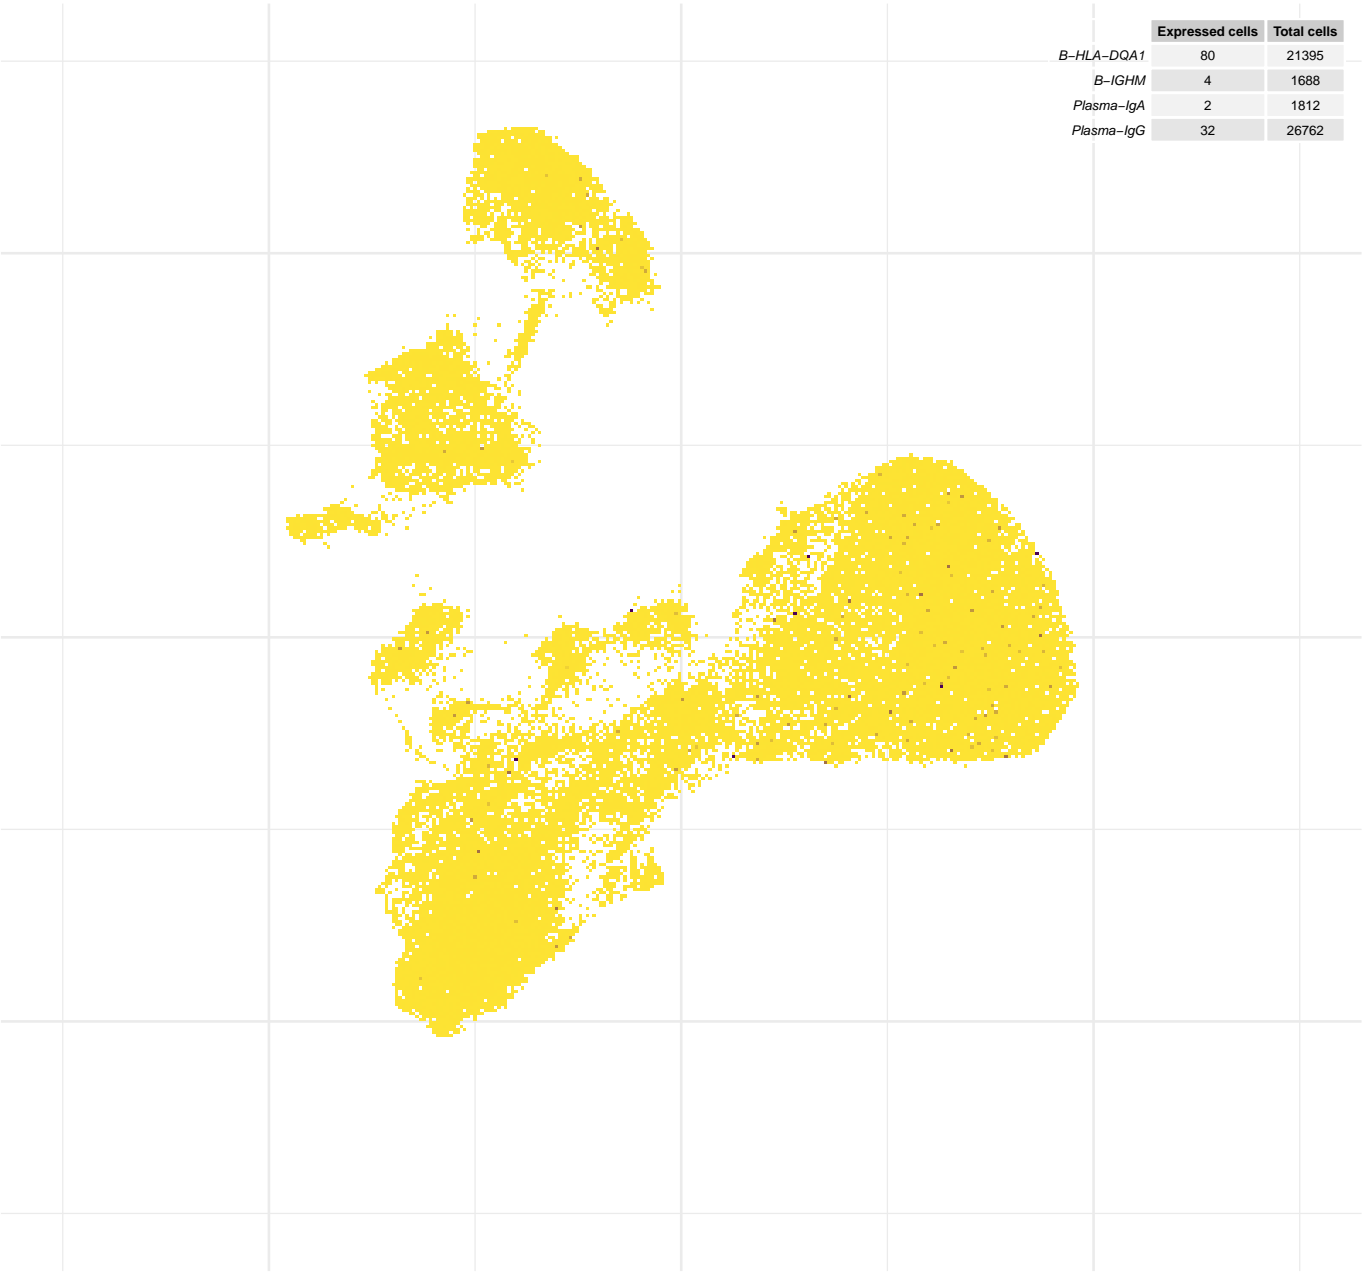 Expressed cells Total cells
B−HLA−DQA1 80 21395
B−IGHM 4 1688
Plasma−IgA 2 1812
Plasma−IgG 32 26762